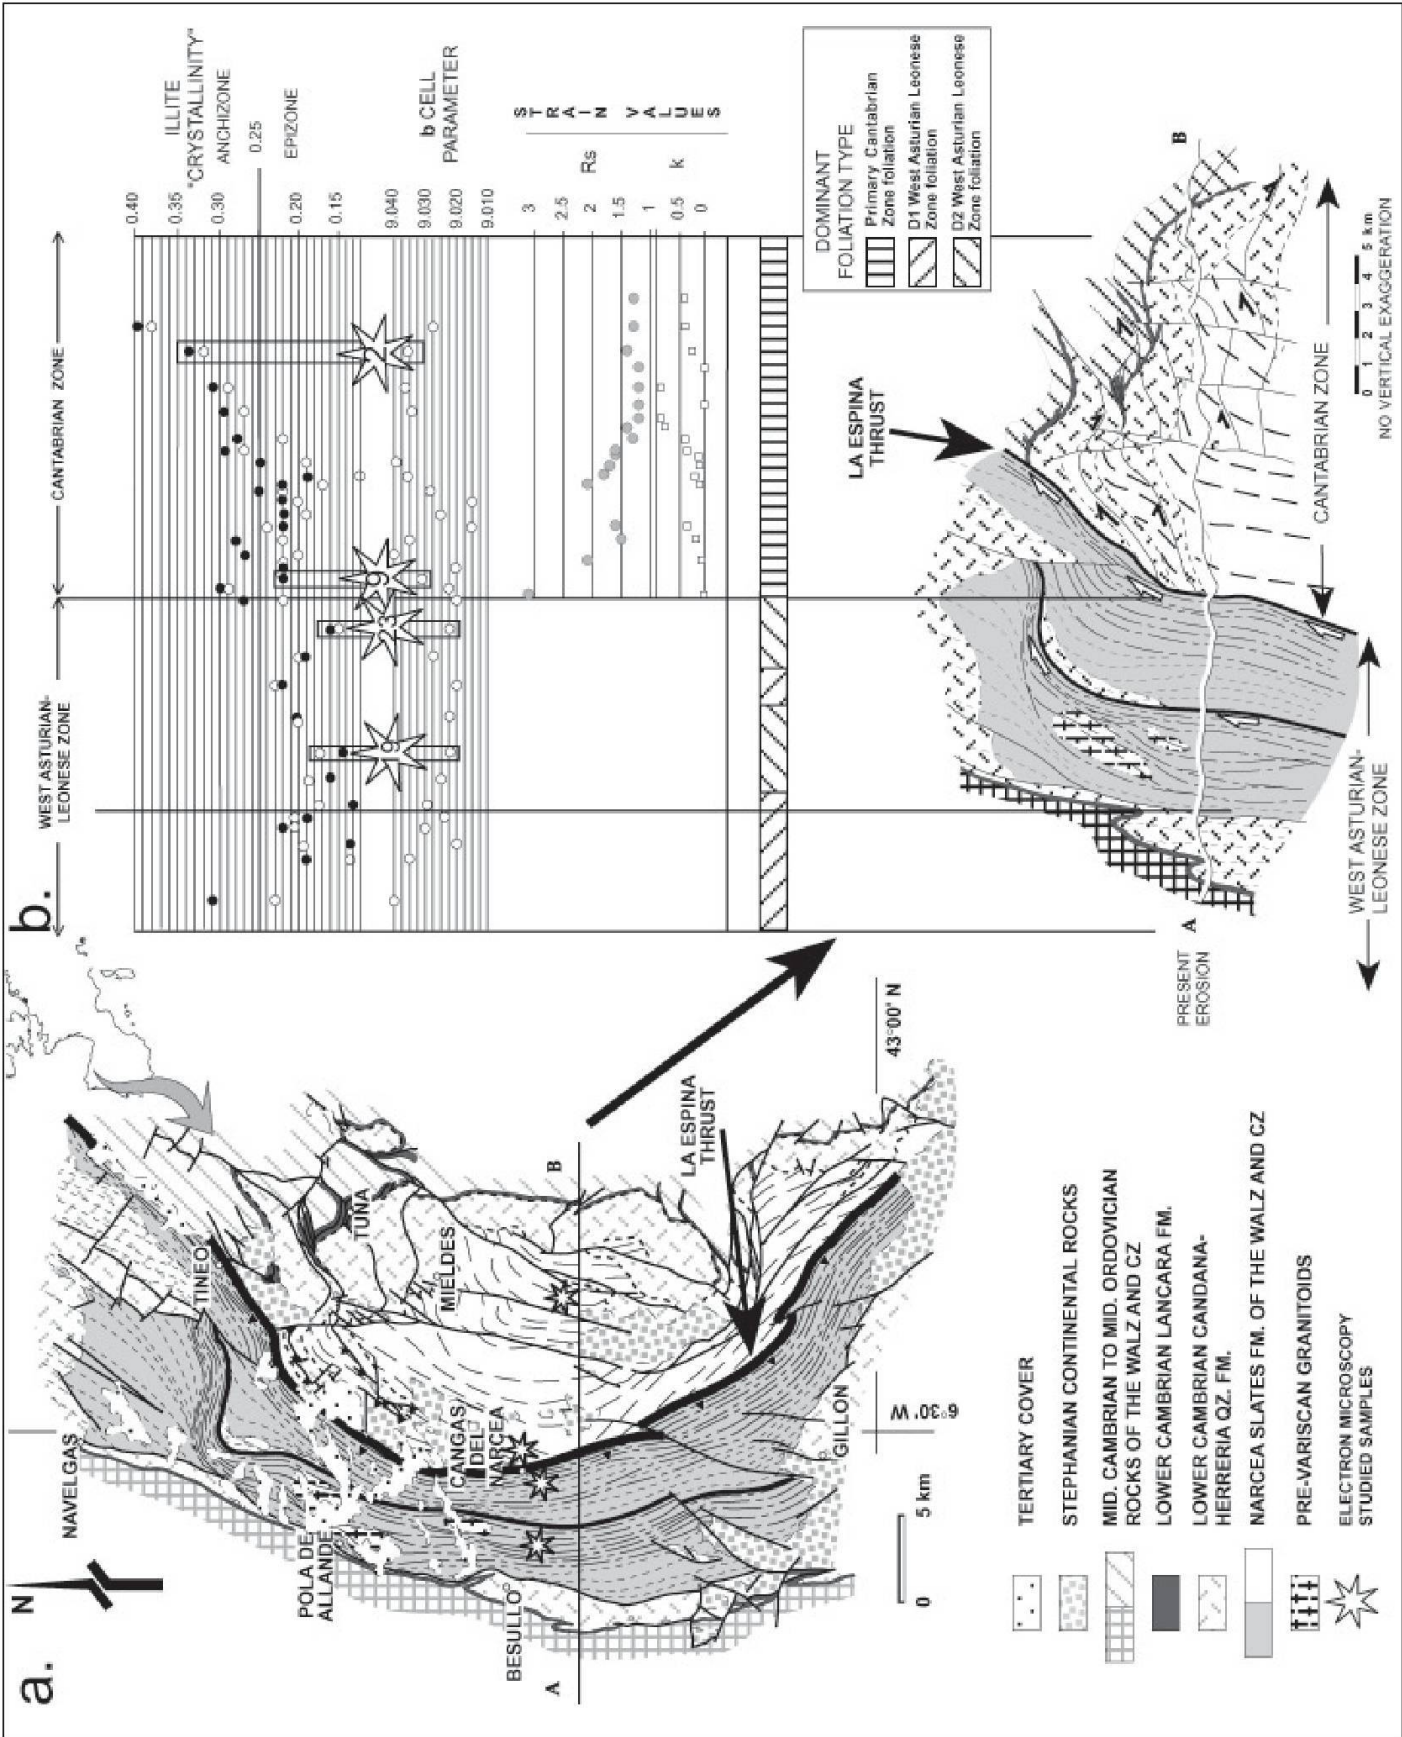 a.
N
NAVELGAS
TINEO
TUÑA
POLA DE
ALLANDE
MIELDES
CANGAS
DEL
NARCEA
BESULLO
GILLON
A
B
LA ESPINA
THRUST
6°30' W
43°00' N
0
5 km
TERTIARY COVER
STEPHANIAN CONTINENTAL ROCKS
MID. CAMBRIAN TO MID. ORDOVICIAN
ROCKS OF THE WALZ AND CZ
LOWER CAMBRIAN LANCARA FM.
LOWER CAMBRIAN CANDANA-
HERRERIA QZ. FM.
NARCEA SLATES FM. OF THE WALZ AND CZ
PRE-VARISCAN GRANITOIDS
ELECTRON MICROSCOPY
STUDIED SAMPLES
b.
WEST ASTURIAN-
LEONESE ZONE
CANTABRIAN ZONE
ILLITE
"CRYSTALLINITY"
ANCHIZONE
0.25
EPIZONE
0.40
0.35
0.30
0.20
0.15
b CELL
PARAMETER
9.040
9.030
9.020
9.010
STRAIN VALUES
Rs
k
3
2.5
2
1.5
1
0.5
0
9
23
9
2
DOMINANT
FOLIATION TYPE
Primary Cantabrian
Zone foliation
D1 West Asturian Leonese
Zone foliation
D2 West Asturian Leonese
Zone foliation
LA ESPINA
THRUST
A
B
PRESENT
EROSION
WEST ASTURIAN-
LEONESE ZONE
CANTABRIAN ZONE
0 1 2 3 4 5 km
NO VERTICAL EXAGGERATION